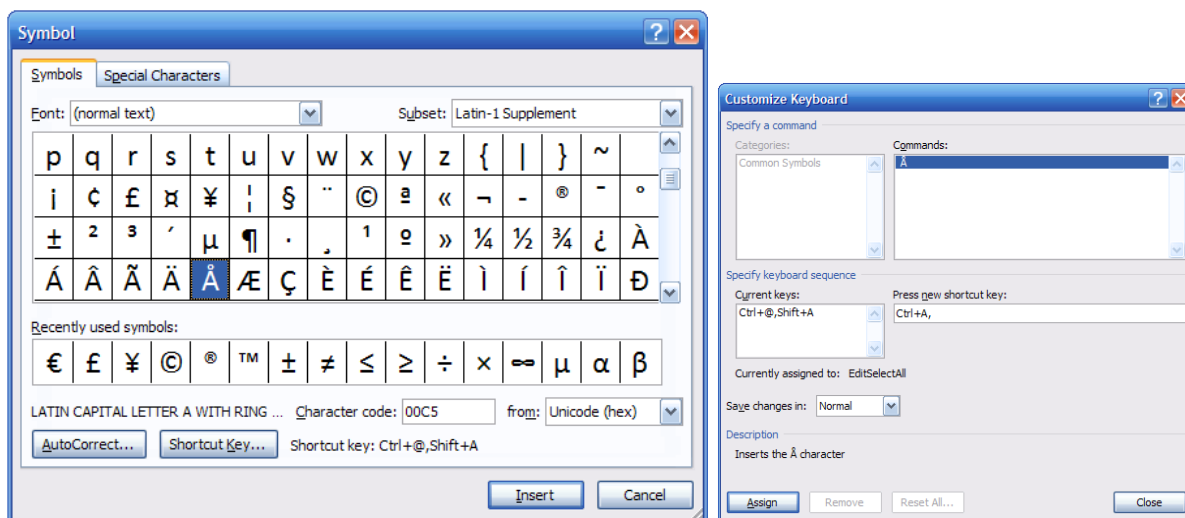 Symbol
Symbols Special Characters
Font: (normal text) Subset: Latin-1 Supplement
p q r s t u v w x y z { | } ~
¡ ¢ £ ¤ ¥ ¦ § ¨ © ª « ¬ - ® ¯ °
± ² ³ ´ µ ¶ · ¸ ¹ º » ¼ ½ ¾ ¿ À
Á Â Ã Ä Å Æ Ç È É Ê Ë Ì Í Î Ï Ð
Recently used symbols:
€ £ ¥ © ® ™ ± ≠ ≤ ≥ ÷ × ∞ µ α β
LATIN CAPITAL LETTER A WITH RING ... Character code: 00C5 from: Unicode (hex)
AutoCorrect... Shortcut Key... Shortcut key: Ctrl+@,Shift+A
Insert Cancel
Customize Keyboard
Specify a command
Categories: Commands:
Common Symbols Å
Specify keyboard sequence
Current keys: Press new shortcut key:
Ctrl+@,Shift+A Ctrl+A,
Currently assigned to: EditSelectAll
Save changes in: Normal
Description
Inserts the Å character
Assign Remove Reset All... Close